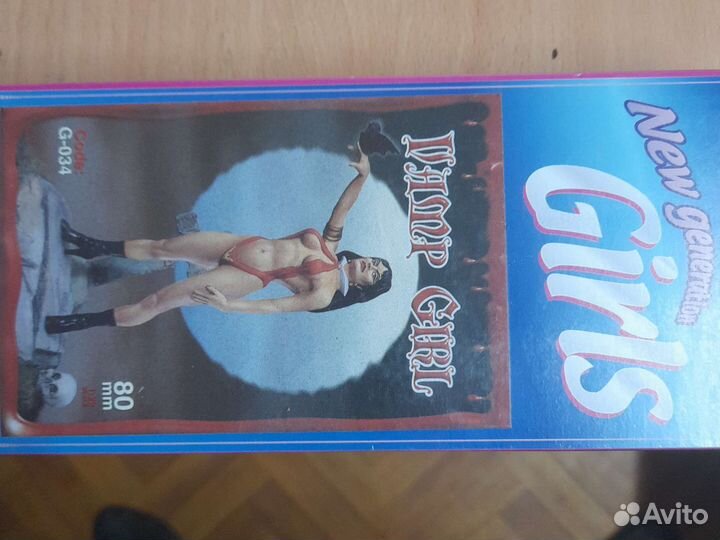 New generation
Girls
VAMP GIRL
Code:
G-034
80
mm
Avito